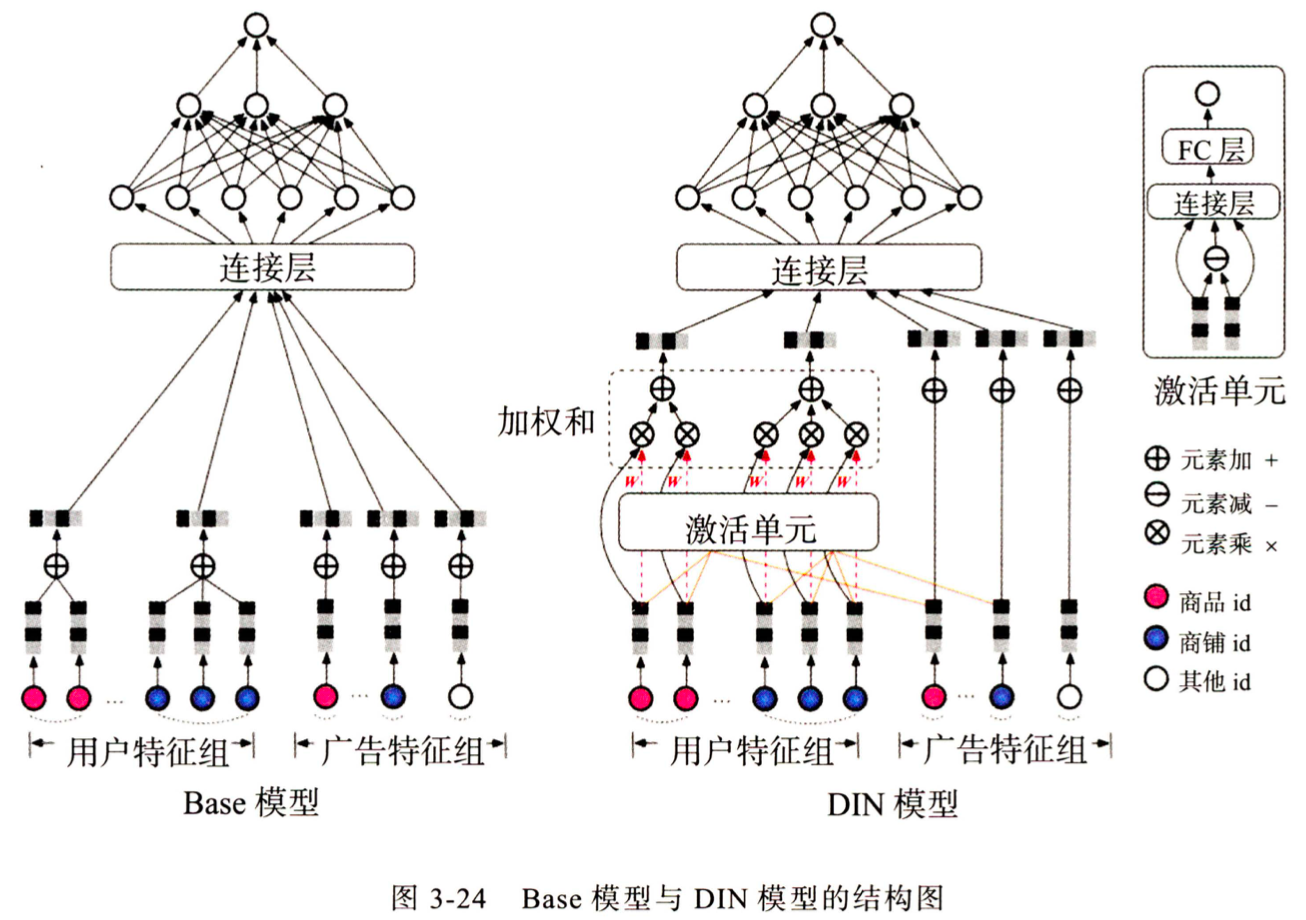 连接层
用户特征组
广告特征组
Base 模型
连接层
加权和
w w w w w
激活单元
用户特征组
广告特征组
DIN 模型
FC 层
连接层
激活单元
元素加 +
元素减 −
元素乘 ×
商品 id
商铺 id
其他 id
...
...
...
...
图 3-24 Base 模型与 DIN 模型的结构图